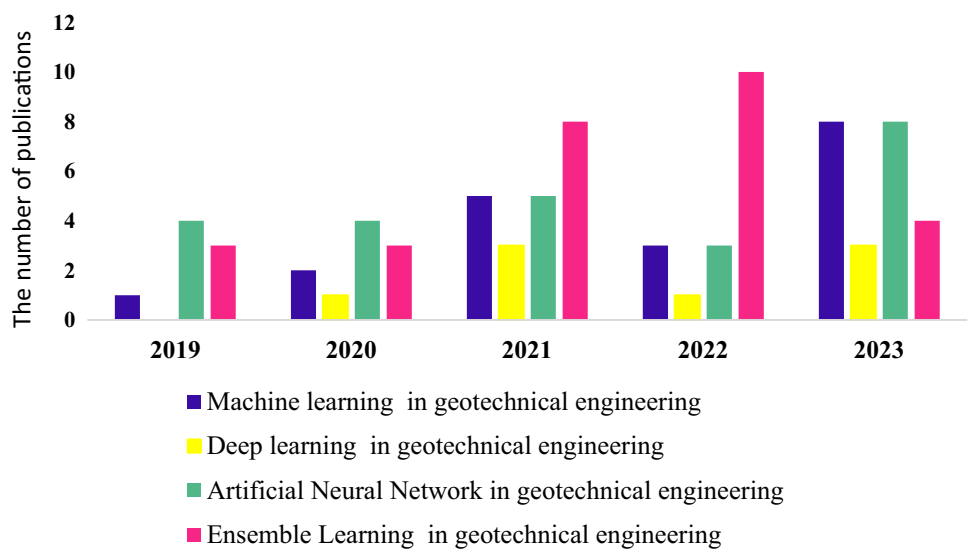 The number of publications
12
10
8
6
4
2
0
2019 2020 2021 2022 2023
Machine learning in geotechnical engineering
Deep learning in geotechnical engineering
Artificial Neural Network in geotechnical engineering
Ensemble Learning in geotechnical engineering